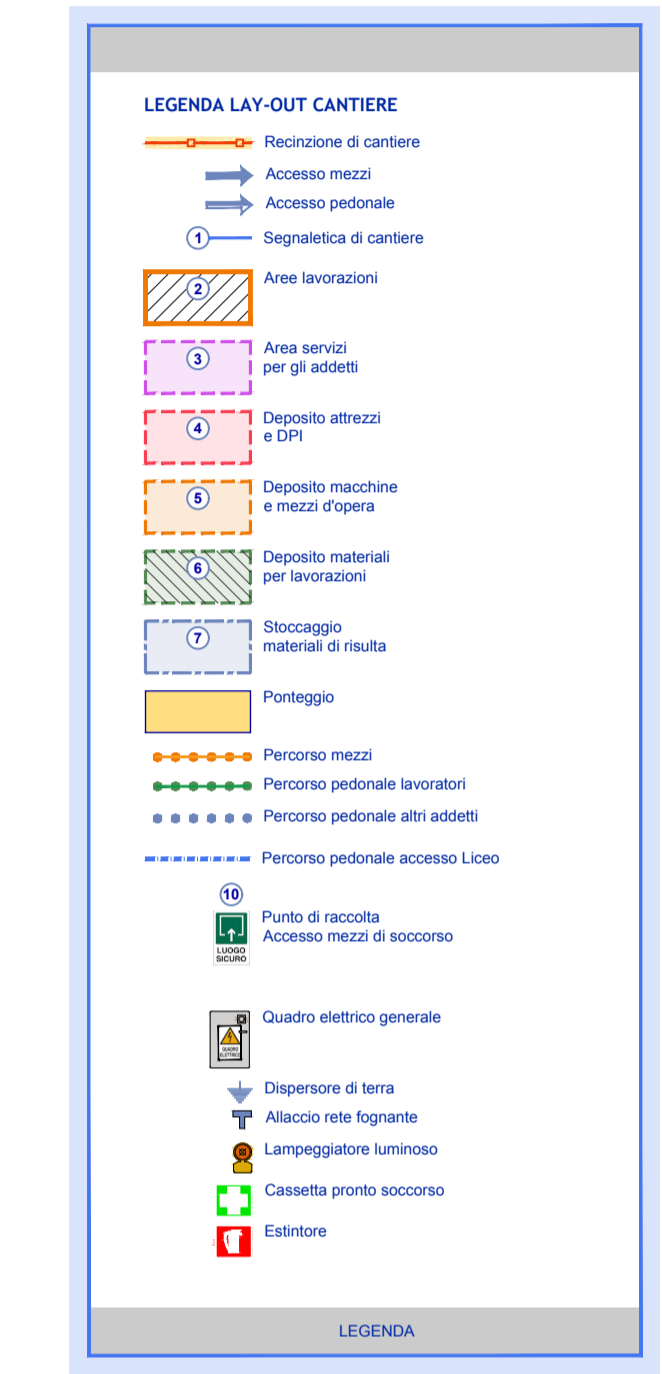 LEGENDA LAY-OUT CANTIERE
Recinzione di cantiere
Accesso mezzi
Accesso pedonale
1 Segnaletica di cantiere
2 Aree lavorazioni
3 Area servizi
per gli addetti
4 Deposito attrezzi
e DPI
5 Deposito macchine
e mezzi d'opera
6 Deposito materiali
per lavorazioni
7 Stoccaggio
materiali di risulta
Ponteggio
Percorso mezzi
Percorso pedonale lavoratori
Percorso pedonale altri addetti
Percorso pedonale accesso Liceo
10
Punto di raccolta
Accesso mezzi di soccorso
LUOGO
SICURO
Quadro elettrico generale
QUADRO
ELETTRICO
Dispersore di terra
Allaccio rete fognante
Lampeggiatore luminoso
Cassetta pronto soccorso
Estintore
LEGENDA